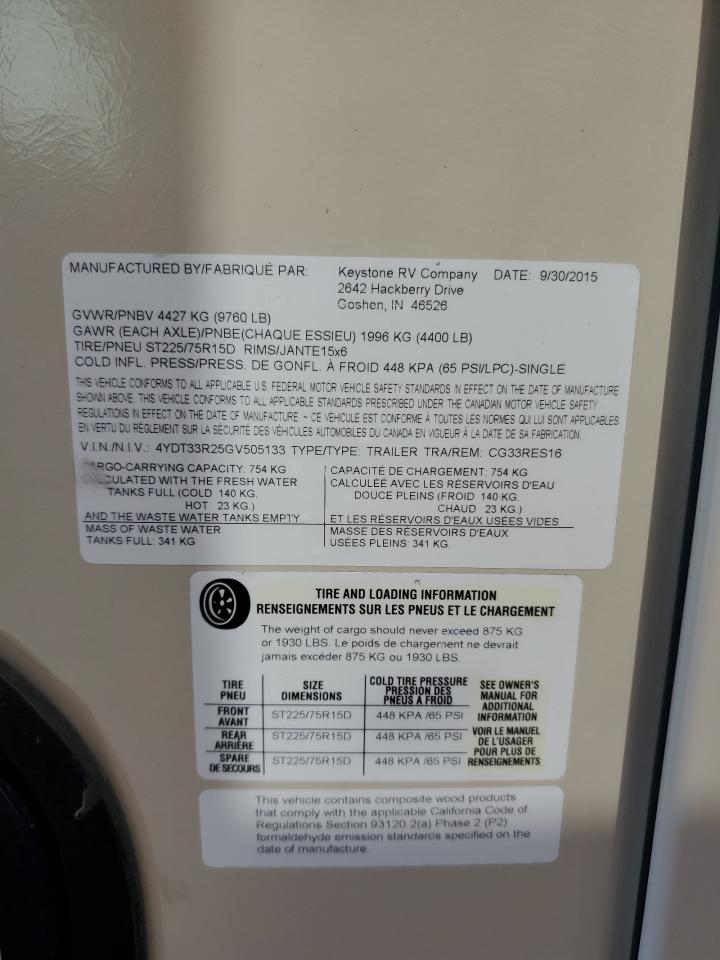 MANUFACTURED BY/FABRIQUÉ PAR: Keystone RV Company DATE: 9/30/2015
2642 Hackberry Drive
Goshen, IN 46526
GVWR/PNBV 4427 KG (9760 LB)
GAWR (EACH AXLE)/PNBE(CHAQUE ESSIEU) 1996 KG (4400 LB)
TIRE/PNEU ST225/75R15D RIMS/JANTE15x6
COLD INFL. PRESS/PRESS. DE GONFL. À FROID 448 KPA (65 PSI/LPC)-SINGLE
THIS VEHICLE CONFORMS TO ALL APPLICABLE U.S. FEDERAL MOTOR VEHICLE SAFETY STANDARDS IN EFFECT ON THE DATE OF MANUFACTURE
SHOWN ABOVE. THIS VEHICLE CONFORMS TO ALL APPLICABLE STANDARDS PRESCRIBED UNDER THE CANADIAN MOTOR VEHICLE SAFETY
REGULATIONS IN EFFECT ON THE DATE OF MANUFACTURE ~ CE VÉHICULE EST CONFORME À TOUTES LES NORMES QUI LUI SONT APPLICABLES
EN VERTU DU RÈGLEMENT SUR LA SÉCURITÉ DES VÉHICULES AUTOMOBILES DU CANADA EN VIGUEUR À LA DATE DE SA FABRICATION.
V.I.N./N.I.V.: 4YDT33R25GV505133 TYPE/TYPE: TRAILER TRA/REM: CG33RES16
CARGO-CARRYING CAPACITY: 754 KG
CALCULATED WITH THE FRESH WATER
TANKS FULL (COLD 140 KG.
HOT 23 KG.)
AND THE WASTE WATER TANKS EMPTY
MASS OF WASTE WATER
TANKS FULL: 341 KG
CAPACITÉ DE CHARGEMENT: 754 KG
CALCULÉE AVEC LES RÉSERVOIRS D'EAU
DOUCE PLEINS (FROID 140 KG.
CHAUD 23 KG.)
ET LES RÉSERVOIRS D'EAUX USÉES VIDES
MASSE DES RÉSERVOIRS D'EAUX
USÉES PLEINS: 341 KG.
TIRE AND LOADING INFORMATION
RENSEIGNEMENTS SUR LES PNEUS ET LE CHARGEMENT
The weight of cargo should never exceed 875 KG
or 1930 LBS. Le poids de chargement ne devrait
jamais excéder 875 KG ou 1930 LBS.
TIRE
PNEU
SIZE
DIMENSIONS
COLD TIRE PRESSURE
PRESSION DES
PNEUS A FROID
FRONT
AVANT
ST225/75R15D
448 KPA /65 PSI
REAR
ARRIÈRE
ST225/75R15D
448 KPA /65 PSI
SPARE
DE SECOURS
ST225/75R15D
448 KPA /65 PSI
SEE OWNER'S
MANUAL FOR
ADDITIONAL
INFORMATION
VOIR LE MANUEL
DE L'USAGER
POUR PLUS DE
RENSEIGNEMENTS
This vehicle contains composite wood products
that comply with the applicable California Code of
Regulations Section 93120.2(a) Phase 2 (P2)
formaldehyde emission standards specified on the
date of manufacture.